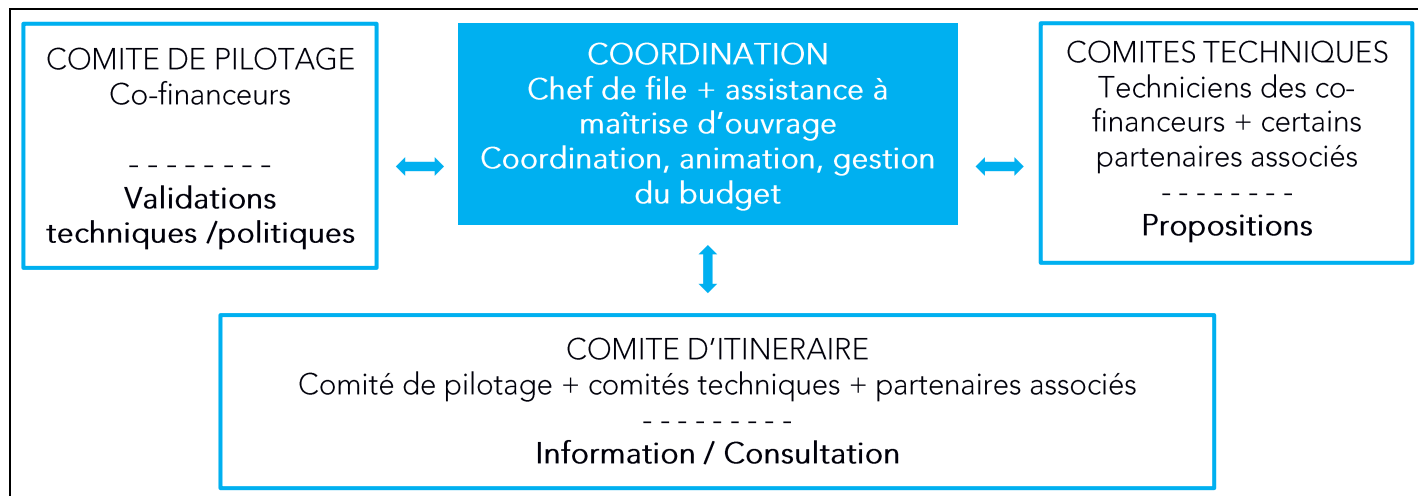 COMITE DE PILOTAGE
Co-financeurs
- - - - - - - -
Validations
techniques /politiques
COORDINATION
Chef de file + assistance à
maîtrise d’ouvrage
Coordination, animation, gestion
du budget
COMITES TECHNIQUES
Techniciens des co-
financeurs + certains
partenaires associés
- - - - - - - -
Propositions
COMITE D’ITINERAIRE
Comité de pilotage + comités techniques + partenaires associés
- - - - - - - - -
Information / Consultation